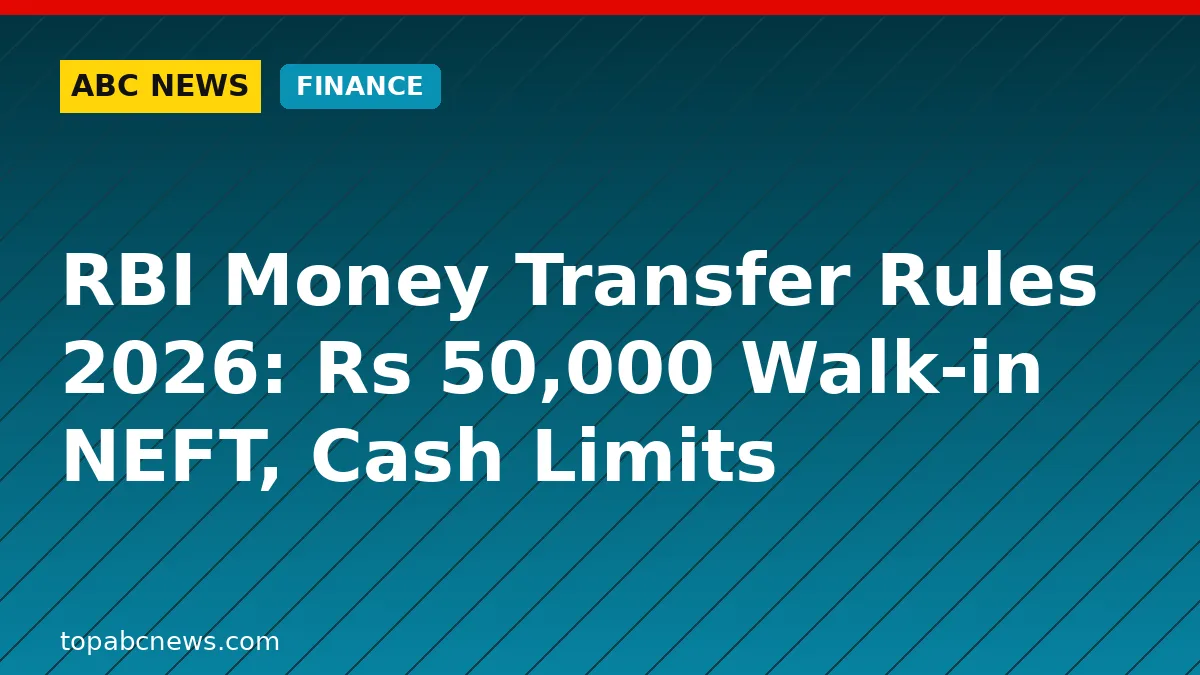 ABC NEWS
FINANCE
RBI Money Transfer Rules
2026: Rs 50,000 Walk-in
NEFT, Cash Limits
topabcnews.com